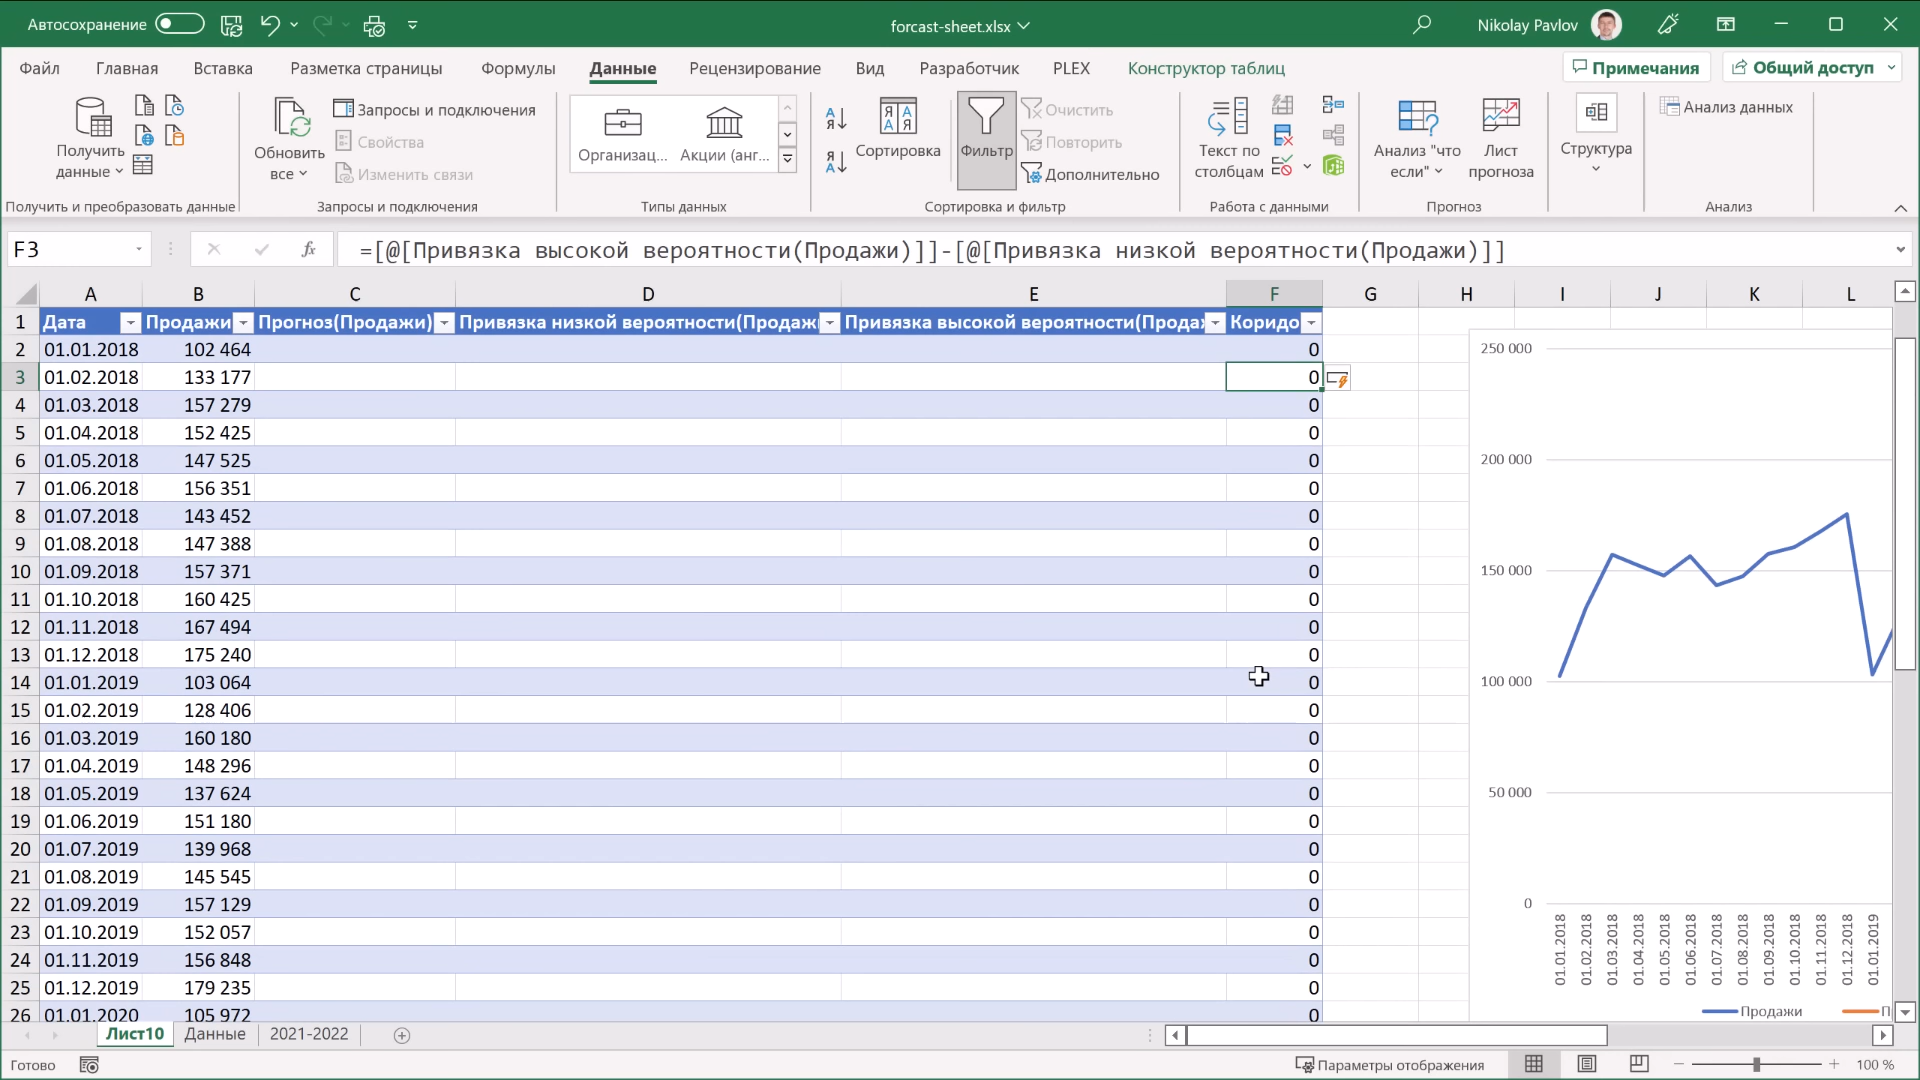 Автосохранение
forcast-sheet.xlsx
Nikolay Pavlov
Файл Главная Вставка Разметка страницы Формулы Данные Рецензирование Вид Разработчик PLEX Конструктор таблиц
Примечания Общий доступ
Получить данные
Получить и преобразовать данные
Обновить все
Запросы и подключения
Свойства
Изменить связи
Запросы и подключения
Организац... Акции (анг...
Типы данных
Сортировка
Фильтр
Очистить
Повторить
Дополнительно
Сортировка и фильтр
Текст по столбцам
Работа с данными
Анализ "что если"
Лист прогноза
Прогноз
Структура
Анализ данных
Анализ
F3 fx =[@[Привязка высокой вероятности(Продажи)]]-[@[Привязка низкой вероятности(Продажи)]]
A B C D E F G H I J K L
1 Дата Продажи Прогноз(Продажи) Привязка низкой вероятности(Продажи Привязка высокой вероятности(Прода Коридо
2 01.01.2018 102 464 0
3 01.02.2018 133 177 0
4 01.03.2018 157 279 0
5 01.04.2018 152 425 0
6 01.05.2018 147 525 0
7 01.06.2018 156 351 0
8 01.07.2018 143 452 0
9 01.08.2018 147 388 0
10 01.09.2018 157 371 0
11 01.10.2018 160 425 0
12 01.11.2018 167 494 0
13 01.12.2018 175 240 0
14 01.01.2019 103 064 0
15 01.02.2019 128 406 0
16 01.03.2019 160 180 0
17 01.04.2019 148 296 0
18 01.05.2019 137 624 0
19 01.06.2019 151 180 0
20 01.07.2019 139 968 0
21 01.08.2019 145 545 0
22 01.09.2019 157 129 0
23 01.10.2019 152 057 0
24 01.11.2019 156 848 0
25 01.12.2019 179 235 0
26 01.01.2020 105 972 0
250 000
200 000
150 000
100 000
50 000
0
01.01.2018 01.02.2018 01.03.2018 01.04.2018 01.05.2018 01.06.2018 01.07.2018 01.08.2018 01.09.2018 01.10.2018 01.11.2018 01.12.2018 01.01.2019
Продажи П
Лист10 Данные 2021-2022
Готово
Параметры отображения
100 %